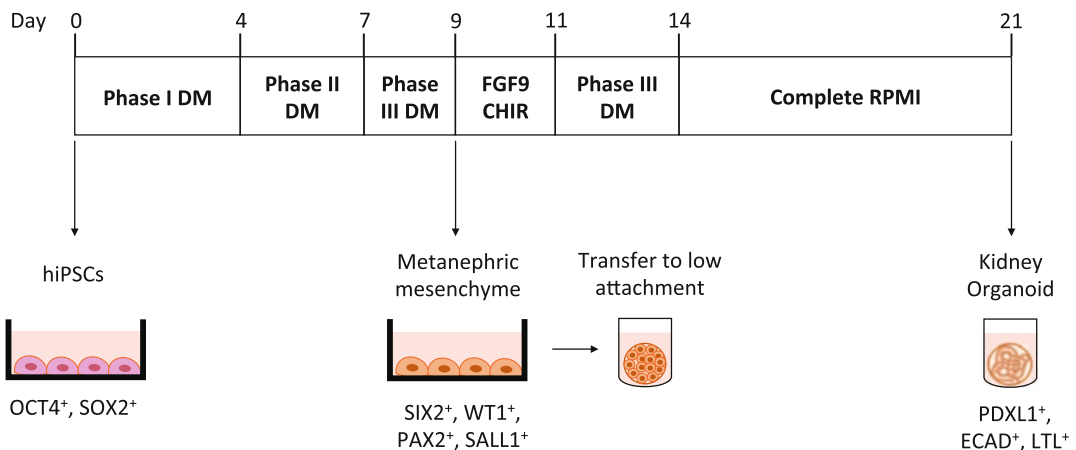 Day 0 4 7 9 11 14 21
Phase I DM
Phase II
DM
Phase
III DM
FGF9
CHIR
Phase III
DM
Complete RPMI
hiPSCs
Metanephric
mesenchyme
Transfer to low
attachment
Kidney
Organoid
OCT4⁺, SOX2⁺
SIX2⁺, WT1⁺,
PAX2⁺, SALL1⁺
PDXL1⁺,
ECAD⁺, LTL⁺